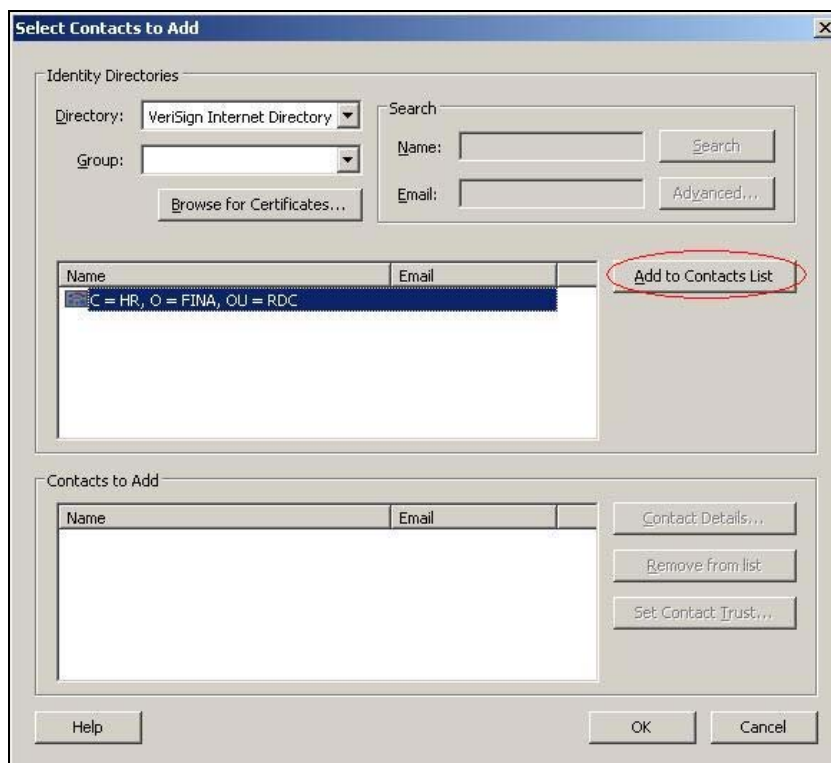 Select Contacts to Add
Identity Directories
Directory: VeriSign Internet Directory
Group:
Browse for Certificates...
Search
Name: Search
Email: Advanced...
Name Email
C = HR, O = FINA, OU = RDC
Add to Contacts List
Contacts to Add
Name Email
Contact Details...
Remove from list
Set Contact Trust...
Help OK Cancel